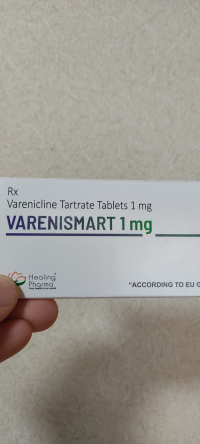 Rx
Varenicline Tartrate Tablets 1 mg
VARENISMART 1 mg
Healing
Pharma
"ACCORDING TO EU G